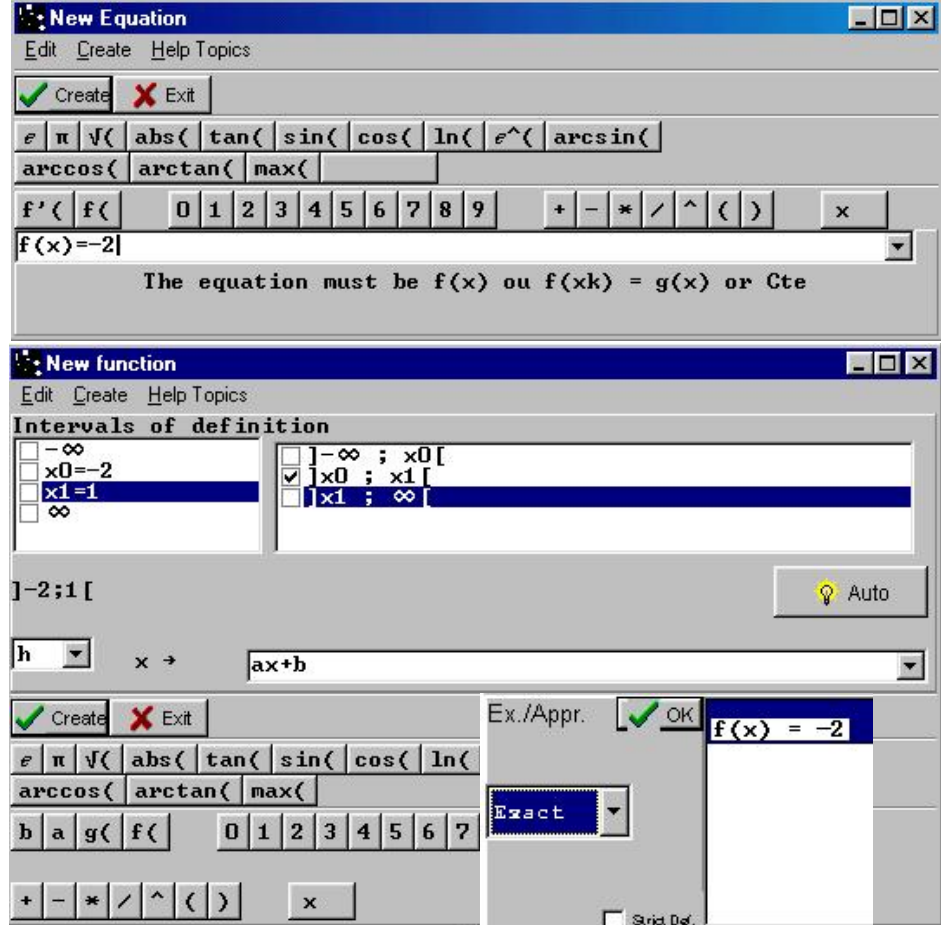 New Equation
Edit Create Help Topics
Create Exit
e π √( abs( tan( sin( cos( ln( e^( arcsin(
arccos( arctan( max(
f'( f( 0 1 2 3 4 5 6 7 8 9 + - * / ^ ( ) x
f(x)=-2
The equation must be f(x) ou f(xk) = g(x) or Cte
New function
Edit Create Help Topics
Intervals of definition
-∞
x0=-2
x1=1
∞
]-∞ ; x0[
]x0 ; x1[
]x1 ; ∞[
]-2;1[
Auto
h x → ax+b
Create Exit
e π √( abs( tan( sin( cos( ln(
arccos( arctan( max(
b a g( f( 0 1 2 3 4 5 6 7
+ - * / ^ ( ) x
Ex./Appr. OK
f(x) = -2
Exact
Strict Def.